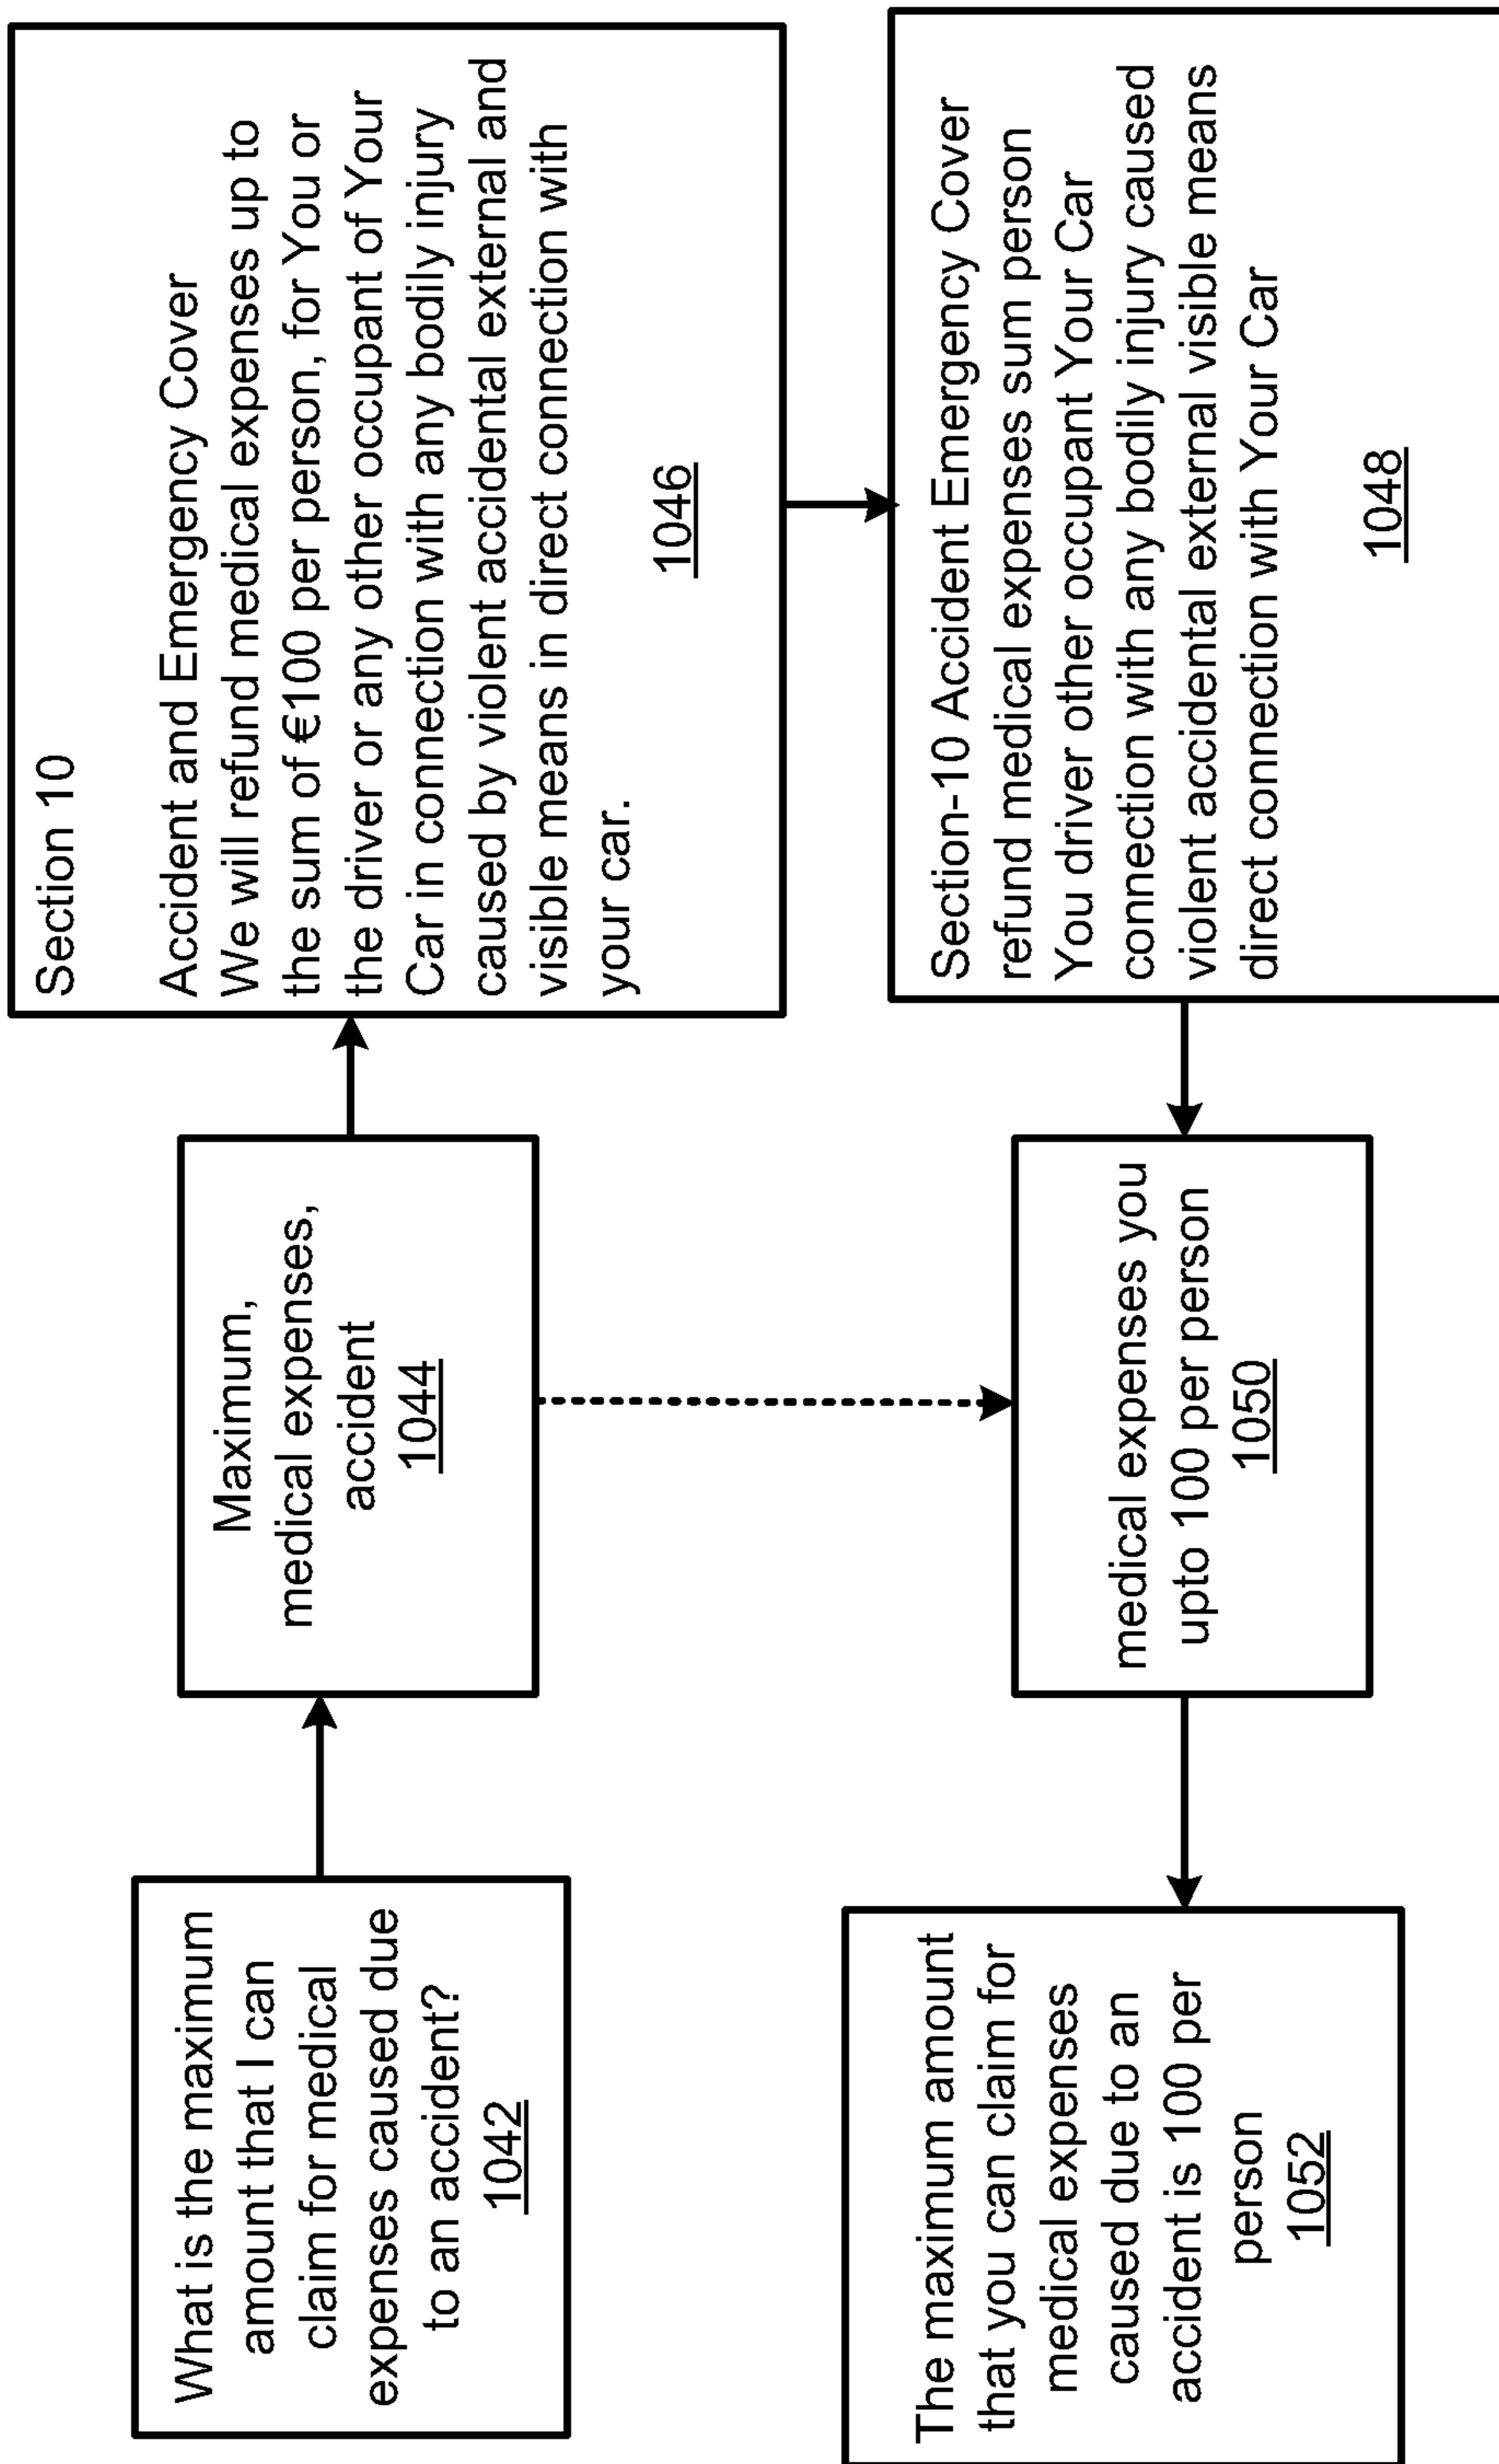 What is the maximum
amount that I can
claim for medical
expenses caused due
to an accident?
1042
Maximum,
medical expenses,
accident
1044
Section 10
Accident and Emergency Cover
We will refund medical expenses up to
the sum of €100 per person, for You or
the driver or any other occupant of Your
Car in connection with any bodily injury
caused by violent accidental external and
visible means in direct connection with
your car.
1046
Section-10 Accident Emergency Cover
refund medical expenses sum person
You driver other occupant Your Car
connection with any bodily injury caused
violent accidental external visible means
direct connection with Your Car
1048
medical expenses you
upto 100 per person
1050
The maximum amount
that you can claim for
medical expenses
caused due to an
accident is 100 per
person
1052